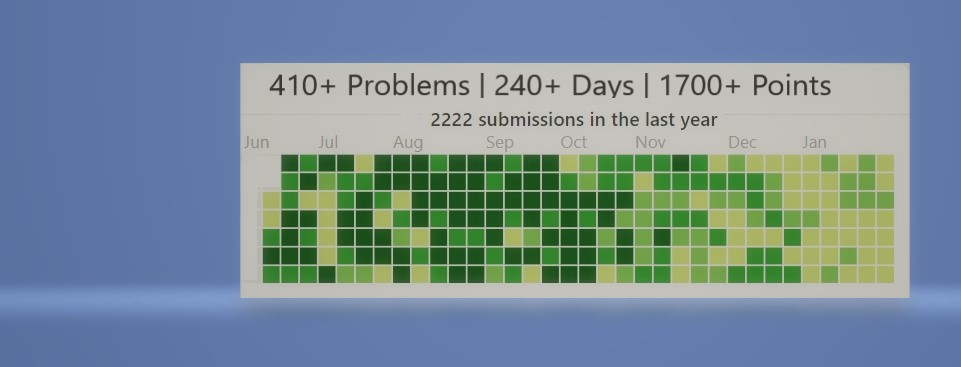 410+ Problems | 240+ Days | 1700+ Points
2222 submissions in the last year
Jun Jul Aug Sep Oct Nov Dec Jan